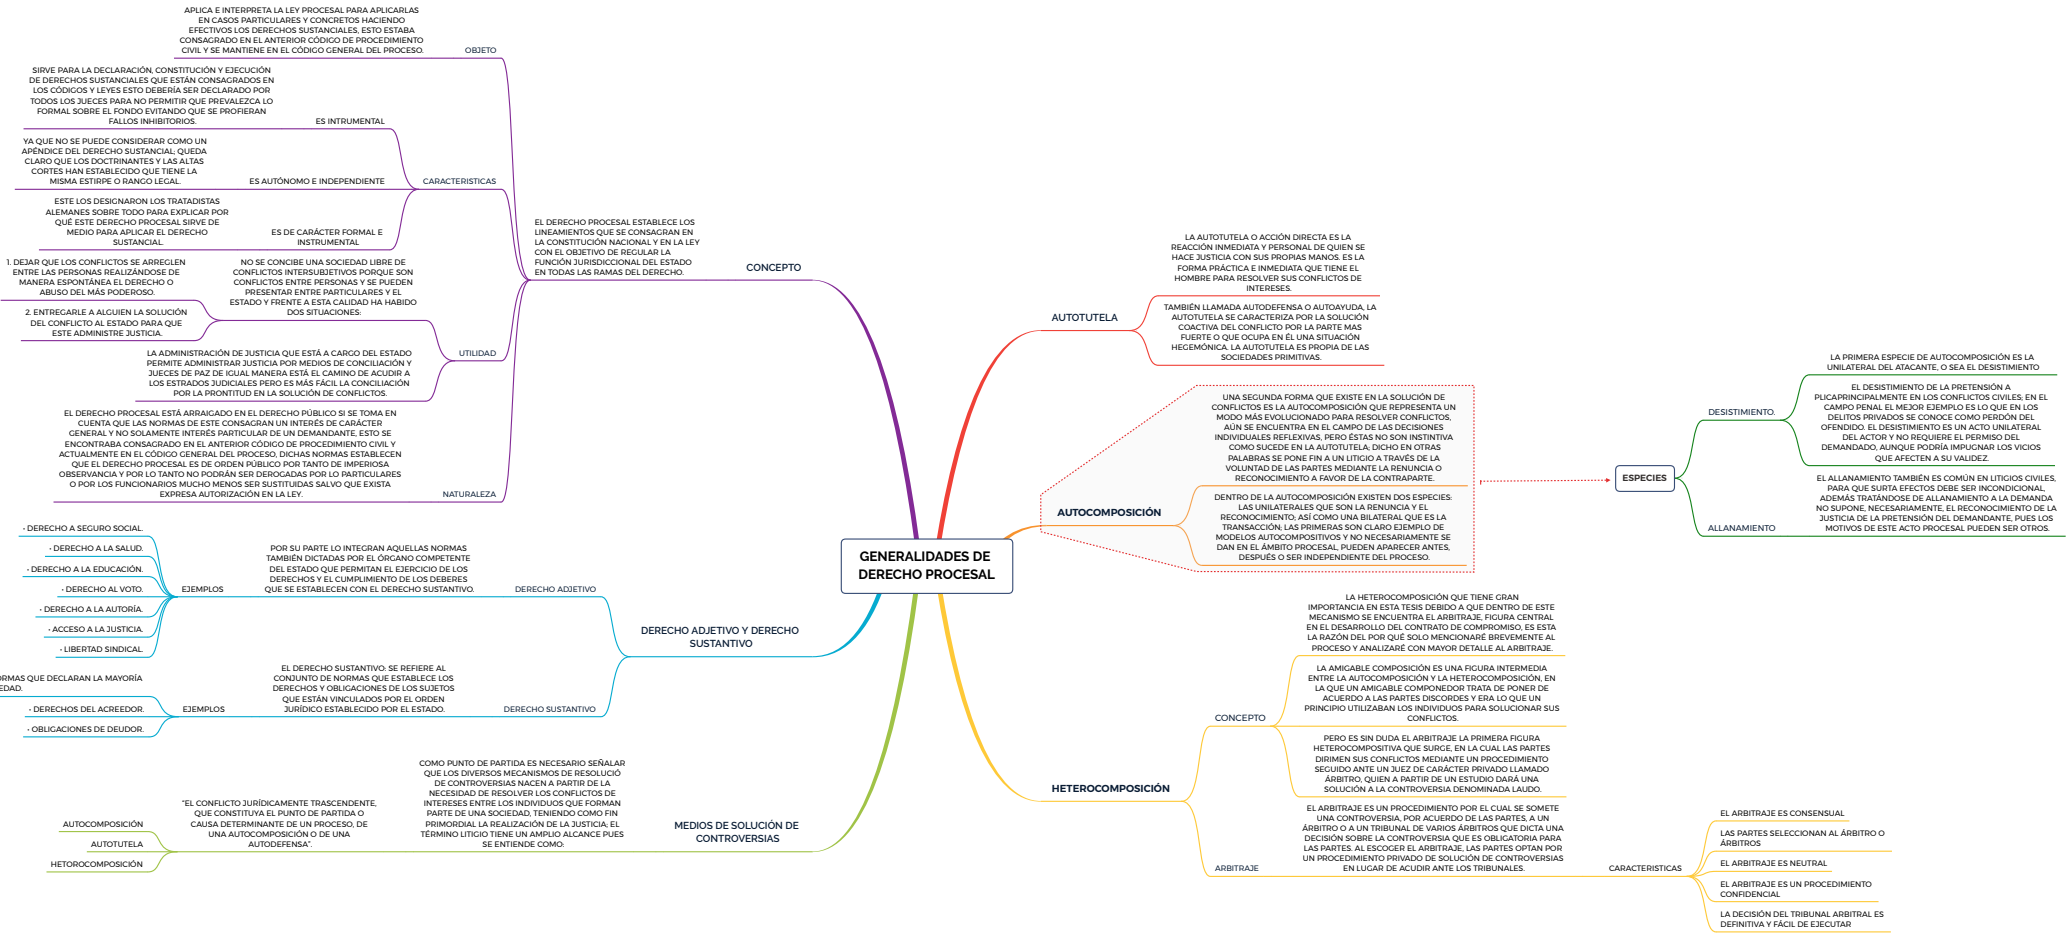 GENERALIDADES DE
DERECHO PROCESAL
CONCEPTO
EL DERECHO PROCESAL ESTABLECE LOS
LINEAMIENTOS QUE SE CONSAGRAN EN
LA CONSTITUCIÓN NACIONAL Y EN LA LEY
CON EL OBJETIVO DE REGULAR LA
FUNCIÓN JURISDICCIONAL DEL ESTADO
EN TODAS LAS RAMAS DEL DERECHO.
OBJETO
APLICA E INTERPRETA LA LEY PROCESAL PARA APLICARLAS
EN CASOS PARTICULARES Y CONCRETOS HACIENDO
EFECTIVOS LOS DERECHOS SUSTANCIALES, ESTO ESTABA
CONSAGRADO EN EL ANTERIOR CÓDIGO DE PROCEDIMIENTO
CIVIL Y SE MANTIENE EN EL CÓDIGO GENERAL DEL PROCESO.
CARACTERISTICAS
ES INTRUMENTAL
SIRVE PARA LA DECLARACIÓN, CONSTITUCIÓN Y EJECUCIÓN
DE DERECHOS SUSTANCIALES QUE ESTÁN CONSAGRADOS EN
LOS CÓDIGOS Y LEYES ESTO DEBERÍA SER DECLARADO POR
TODOS LOS JUECES PARA NO PERMITIR QUE PREVALEZCA LO
FORMAL SOBRE EL FONDO EVITANDO QUE SE PROFIERAN
FALLOS INHIBITORIOS.
ES AUTÓNOMO E INDEPENDIENTE
YA QUE NO SE PUEDE CONSIDERAR COMO UN
APÉNDICE DEL DERECHO SUSTANCIAL; QUEDA
CLARO QUE LOS DOCTRINANTES Y LAS ALTAS
CORTES HAN ESTABLECIDO QUE TIENE LA
MISMA ESTIRPE O RANGO LEGAL.
ES DE CARÁCTER FORMAL E
INSTRUMENTAL
ESTE LOS DESIGNARON LOS TRATADISTAS
ALEMANES SOBRE TODO PARA EXPLICAR POR
QUÉ ESTE DERECHO PROCESAL SIRVE DE
MEDIO PARA APLICAR EL DERECHO
SUSTANCIAL.
UTILIDAD
NO SE CONCIBE UNA SOCIEDAD LIBRE DE
CONFLICTOS INTERSUBJETIVOS PORQUE SON
CONFLICTOS ENTRE PERSONAS Y SE PUEDEN
PRESENTAR ENTRE PARTICULARES Y EL
ESTADO Y FRENTE A ESTA CALIDAD HA HABIDO
DOS SITUACIONES:
1. DEJAR QUE LOS CONFLICTOS SE ARREGLEN
ENTRE LAS PERSONAS REALIZÁNDOSE DE
MANERA ESPONTÁNEA EL DERECHO O
ABUSO DEL MÁS PODEROSO.
2. ENTREGARLE A ALGUIEN LA SOLUCIÓN
DEL CONFLICTO AL ESTADO PARA QUE
ESTE ADMINISTRE JUSTICIA.
LA ADMINISTRACIÓN DE JUSTICIA QUE ESTÁ A CARGO DEL ESTADO
PERMITE ADMINISTRAR JUSTICIA POR MEDIOS DE CONCILIACIÓN Y
JUECES DE PAZ DE IGUAL MANERA ESTÁ EL CAMINO DE ACUDIR A
LOS ESTRADOS JUDICIALES PERO ES MÁS FÁCIL LA CONCILIACIÓN
POR LA PRONTITUD EN LA SOLUCIÓN DE CONFLICTOS.
NATURALEZA
EL DERECHO PROCESAL ESTÁ ARRAIGADO EN EL DERECHO PÚBLICO SI SE TOMA EN
CUENTA QUE LAS NORMAS DE ESTE CONSAGRAN UN INTERÉS DE CARÁCTER
GENERAL Y NO SOLAMENTE INTERÉS PARTICULAR DE UN DEMANDANTE, ESTO SE
ENCONTRABA CONSAGRADO EN EL ANTERIOR CÓDIGO DE PROCEDIMIENTO CIVIL Y
ACTUALMENTE EN EL CÓDIGO GENERAL DEL PROCESO, DICHAS NORMAS ESTABLECEN
QUE EL DERECHO PROCESAL ES DE ORDEN PÚBLICO POR TANTO DE IMPERIOSA
OBSERVANCIA Y POR LO TANTO NO PODRÁN SER DEROGADAS POR LO PARTICULARES
O POR LOS FUNCIONARIOS MUCHO MENOS SER SUSTITUIDAS SALVO QUE EXISTA
EXPRESA AUTORIZACIÓN EN LA LEY.
DERECHO ADJETIVO Y DERECHO
SUSTANTIVO
DERECHO ADJETIVO
POR SU PARTE LO INTEGRAN AQUELLAS NORMAS
TAMBIÉN DICTADAS POR EL ÓRGANO COMPETENTE
DEL ESTADO QUE PERMITAN EL EJERCICIO DE LOS
DERECHOS Y EL CUMPLIMIENTO DE LOS DEBERES
QUE SE ESTABLECEN CON EL DERECHO SUSTANTIVO.
EJEMPLOS
• DERECHO A SEGURO SOCIAL.
• DERECHO A LA SALUD.
• DERECHO A LA EDUCACIÓN.
• DERECHO AL VOTO.
• DERECHO A LA AUTORÍA.
• ACCESO A LA JUSTICIA.
• LIBERTAD SINDICAL
DERECHO SUSTANTIVO
EL DERECHO SUSTANTIVO: SE REFIERE AL
CONJUNTO DE NORMAS QUE ESTABLECE LOS
DERECHOS Y OBLIGACIONES DE LOS SUJETOS
QUE ESTÁN VINCULADOS POR EL ORDEN
JURÍDICO ESTABLECIDO POR EL ESTADO.
EJEMPLOS
ORMAS QUE DECLARAN LA MAYORÍA
EDAD.
• DERECHOS DEL ACREEDOR.
• OBLIGACIONES DE DEUDOR.
MEDIOS DE SOLUCIÓN DE
CONTROVERSIAS
COMO PUNTO DE PARTIDA ES NECESARIO SEÑALAR
QUE LOS DIVERSOS MECANISMOS DE RESOLUCIÓ
DE CONTROVERSIAS NACEN A PARTIR DE LA
NECESIDAD DE RESOLVER LOS CONFLICTOS DE
INTERESES ENTRE LOS INDIVIDUOS QUE FORMAN
PARTE DE UNA SOCIEDAD, TENIENDO COMO FIN
PRIMORDIAL LA REALIZACIÓN DE LA JUSTICIA; EL
TÉRMINO LITIGIO TIENE UN AMPLIO ALCANCE PUES
SE ENTIENDE COMO:
"EL CONFLICTO JURÍDICAMENTE TRASCENDENTE,
QUE CONSTITUYA EL PUNTO DE PARTIDA O
CAUSA DETERMINANTE DE UN PROCESO, DE
UNA AUTOCOMPOSICIÓN O DE UNA
AUTODEFENSA".
AUTOCOMPOSICIÓN
AUTOTUTELA
HETOROCOMPOSICIÓN
AUTOTUTELA
LA AUTOTUTELA O ACCIÓN DIRECTA ES LA
REACCIÓN INMEDIATA Y PERSONAL DE QUIEN SE
HACE JUSTICIA CON SUS PROPIAS MANOS. ES LA
FORMA PRÁCTICA E INMEDIATA QUE TIENE EL
HOMBRE PARA RESOLVER SUS CONFLICTOS DE
INTERESES.
TAMBIÉN LLAMADA AUTODEFENSA O AUTOAYUDA, LA
AUTOTUTELA SE CARACTERIZA POR LA SOLUCIÓN
COACTIVA DEL CONFLICTO POR LA PARTE MAS
FUERTE O QUE OCUPA EN ÉL UNA SITUACIÓN
HEGEMÓNICA. LA AUTOTUTELA ES PROPIA DE LAS
SOCIEDADES PRIMITIVAS.
AUTOCOMPOSICIÓN
UNA SEGUNDA FORMA QUE EXISTE EN LA SOLUCIÓN DE
CONFLICTOS ES LA AUTOCOMPOSICIÓN QUE REPRESENTA UN
MODO MÁS EVOLUCIONADO PARA RESOLVER CONFLICTOS,
AÚN SE ENCUENTRA EN EL CAMPO DE LAS DECISIONES
INDIVIDUALES REFLEXIVAS, PERO ÉSTAS NO SON INSTINTIVA
COMO SUCEDE EN LA AUTOTUTELA; DICHO EN OTRAS
PALABRAS SE PONE FIN A UN LITIGIO A TRAVÉS DE LA
VOLUNTAD DE LAS PARTES MEDIANTE LA RENUNCIA O
RECONOCIMIENTO A FAVOR DE LA CONTRAPARTE.
DENTRO DE LA AUTOCOMPOSICIÓN EXISTEN DOS ESPECIES:
LAS UNILATERALES QUE SON LA RENUNCIA Y EL
RECONOCIMIENTO; ASÍ COMO UNA BILATERAL QUE ES LA
TRANSACCIÓN; LAS PRIMERAS SON CLARO EJEMPLO DE
MODELOS AUTOCOMPOSITIVOS Y NO NECESARIAMENTE SE
DAN EN EL ÁMBITO PROCESAL, PUEDEN APARECER ANTES,
DESPUÉS O SER INDEPENDIENTE DEL PROCESO.
ESPECIES
DESISTIMIENTO.
LA PRIMERA ESPECIE DE AUTOCOMPOSICIÓN ES LA
UNILATERAL DEL ATACANTE, O SEA EL DESISTIMIENTO
EL DESISTIMIENTO DE LA PRETENSIÓN A
PLICAPRINCIPALMENTE EN LOS CONFLICTOS CIVILES; EN EL
CAMPO PENAL EL MEJOR EJEMPLO ES LO QUE EN LOS
DELITOS PRIVADOS SE CONOCE COMO PERDÓN DEL
OFENDIDO. EL DESISTIMIENTO ES UN ACTO UNILATERAL
DEL ACTOR Y NO REQUIERE EL PERMISO DEL
DEMANDADO, AUNQUE PODRÍA IMPUGNAR LOS VICIOS
QUE AFECTEN A SU VALIDEZ.
ALLANAMIENTO
EL ALLANAMIENTO TAMBIÉN ES COMÚN EN LITIGIOS CIVILES,
PARA QUE SURTA EFECTOS DEBE SER INCONDICIONAL,
ADEMÁS TRATÁNDOSE DE ALLANAMIENTO A LA DEMANDA
NO SUPONE, NECESARIAMENTE, EL RECONOCIMIENTO DE LA
JUSTICIA DE LA PRETENSIÓN DEL DEMANDANTE, PUES LOS
MOTIVOS DE ESTE ACTO PROCESAL PUEDEN SER OTROS.
HETEROCOMPOSICIÓN
CONCEPTO
LA HETEROCOMPOSICIÓN QUE TIENE GRAN
IMPORTANCIA EN ESTA TESIS DEBIDO A QUE DENTRO DE ESTE
MECANISMO SE ENCUENTRA EL ARBITRAJE, FIGURA CENTRAL
EN EL DESARROLLO DEL CONTRATO DE COMPROMISO, ES ESTA
LA RAZÓN DEL POR QUÉ SOLO MENCIONARÉ BREVEMENTE AL
PROCESO Y ANALIZARÉ CON MAYOR DETALLE AL ARBITRAJE.
LA AMIGABLE COMPOSICIÓN ES UNA FIGURA INTERMEDIA
ENTRE LA AUTOCOMPOSICIÓN Y LA HETEROCOMPOSICIÓN, EN
LA QUE UN AMIGABLE COMPONEDOR TRATA DE PONER DE
ACUERDO A LAS PARTES DISCORDES Y ERA LO QUE UN
PRINCIPIO UTILIZABAN LOS INDIVIDUOS PARA SOLUCIONAR SUS
CONFLICTOS.
PERO ES SIN DUDA EL ARBITRAJE LA PRIMERA FIGURA
HETEROCOMPOSITIVA QUE SURGE, EN LA CUAL LAS PARTES
DIRIMEN SUS CONFLICTOS MEDIANTE UN PROCEDIMIENTO
SEGUIDO ANTE UN JUEZ DE CARÁCTER PRIVADO LLAMADO
ÁRBITRO, QUIEN A PARTIR DE UN ESTUDIO DARÁ UNA
SOLUCIÓN A LA CONTROVERSIA DENOMINADA LAUDO.
ARBITRAJE
EL ARBITRAJE ES UN PROCEDIMIENTO POR EL CUAL SE SOMETE
UNA CONTROVERSIA, POR ACUERDO DE LAS PARTES, A UN
ÁRBITRO O A UN TRIBUNAL DE VARIOS ÁRBITROS QUE DICTA UNA
DECISIÓN SOBRE LA CONTROVERSIA QUE ES OBLIGATORIA PARA
LAS PARTES. AL ESCOGER EL ARBITRAJE, LAS PARTES OPTAN POR
UN PROCEDIMIENTO PRIVADO DE SOLUCIÓN DE CONTROVERSIAS
EN LUGAR DE ACUDIR ANTE LOS TRIBUNALES.
CARACTERISTICAS
EL ARBITRAJE ES CONSENSUAL
LAS PARTES SELECCIONAN AL ÁRBITRO O
ÁRBITROS
EL ARBITRAJE ES NEUTRAL
EL ARBITRAJE ES UN PROCEDIMIENTO
CONFIDENCIAL
LA DECISIÓN DEL TRIBUNAL ARBITRAL ES
DEFINITIVA Y FÁCIL DE EJECUTAR